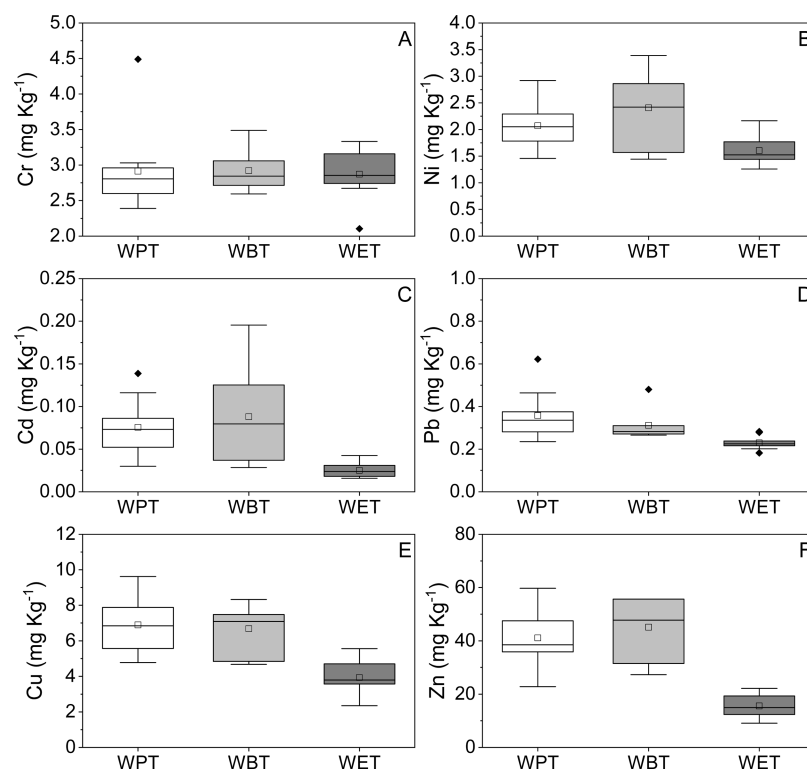 5.0
4.5
4.0
3.5
3.0
2.5
2.0
Cr (mg Kg-1)
A
WPT WBT WET
4.0
3.5
3.0
2.5
2.0
1.5
1.0
0.5
0.0
Ni (mg Kg-1)
B
WPT WBT WET
0.25
0.20
0.15
0.10
0.05
0.00
Cd (mg Kg-1)
C
WPT WBT WET
1.0
0.8
0.6
0.4
0.2
0.0
Pb (mg Kg-1)
D
WPT WBT WET
12
10
8
6
4
2
0
Cu (mg Kg-1)
E
WPT WBT WET
80
60
40
20
0
Zn (mg Kg-1)
F
WPT WBT WET